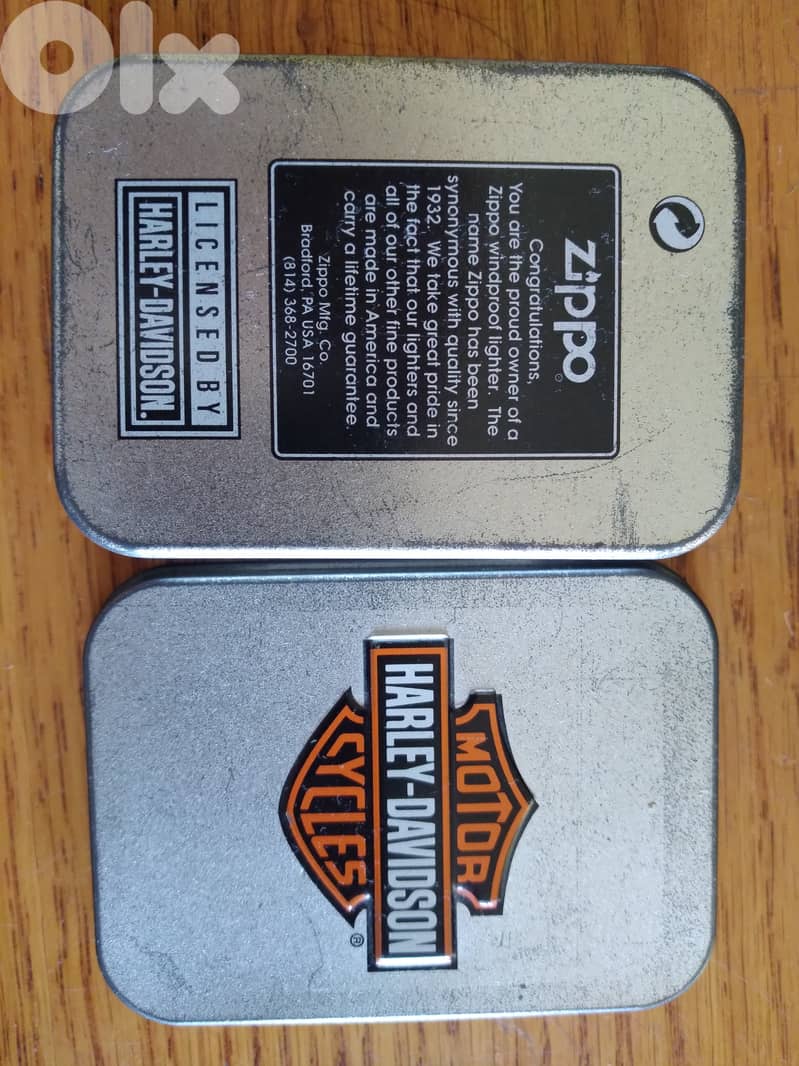 Olx
Zippo
Congratulations,
You are the proud owner of a
Zippo windproof lighter. The
name Zippo has been
synonymous with quality since
1932. We take great pride in
the fact that our lighters and
all of our other fine products
are made in America and
carry a lifetime guarantee.
Zippo Mfg. Co.
Bradford, PA USA 16701
(814) 368-2700
LICENSED BY
HARLEY-DAVIDSON.
MOTOR
HARLEY-DAVIDSON
CYCLES
®